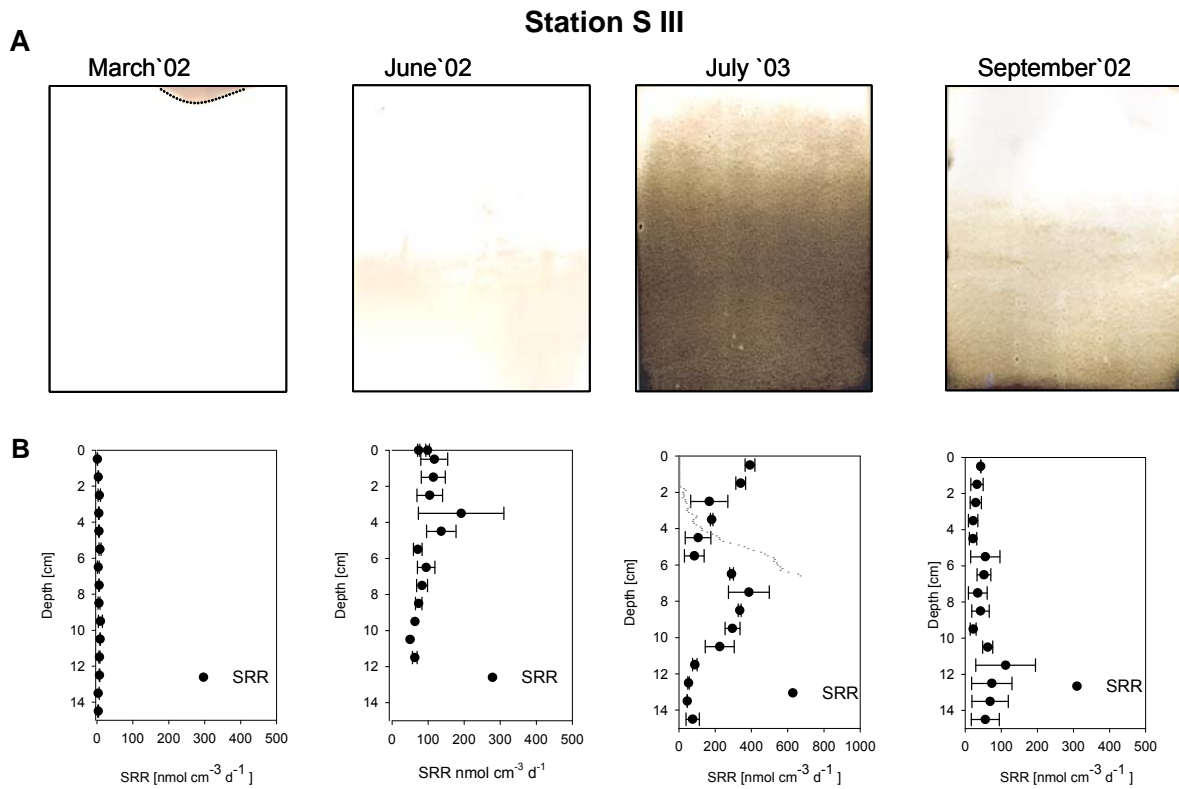 Station S III
A
March`02
June`02
July `03
September`02
B
0
2
4
6
8
10
12
14
Depth [cm]
SRR
0 100 200 300 400 500
SRR [nmol cm-3 d-1 ]
0
2
4
6
8
10
12
14
Depth [cm]
SRR
0 100 200 300 400 500
SRR nmol cm-3 d-1
0
2
4
6
8
10
12
14
Depth [cm]
SRR
0 200 400 600 800 1000
SRR [nmol cm-3 d-1 ]
0
2
4
6
8
10
12
14
Depth [cm]
SRR
0 100 200 300 400 500
SRR [nmol cm-3 d-1 ]